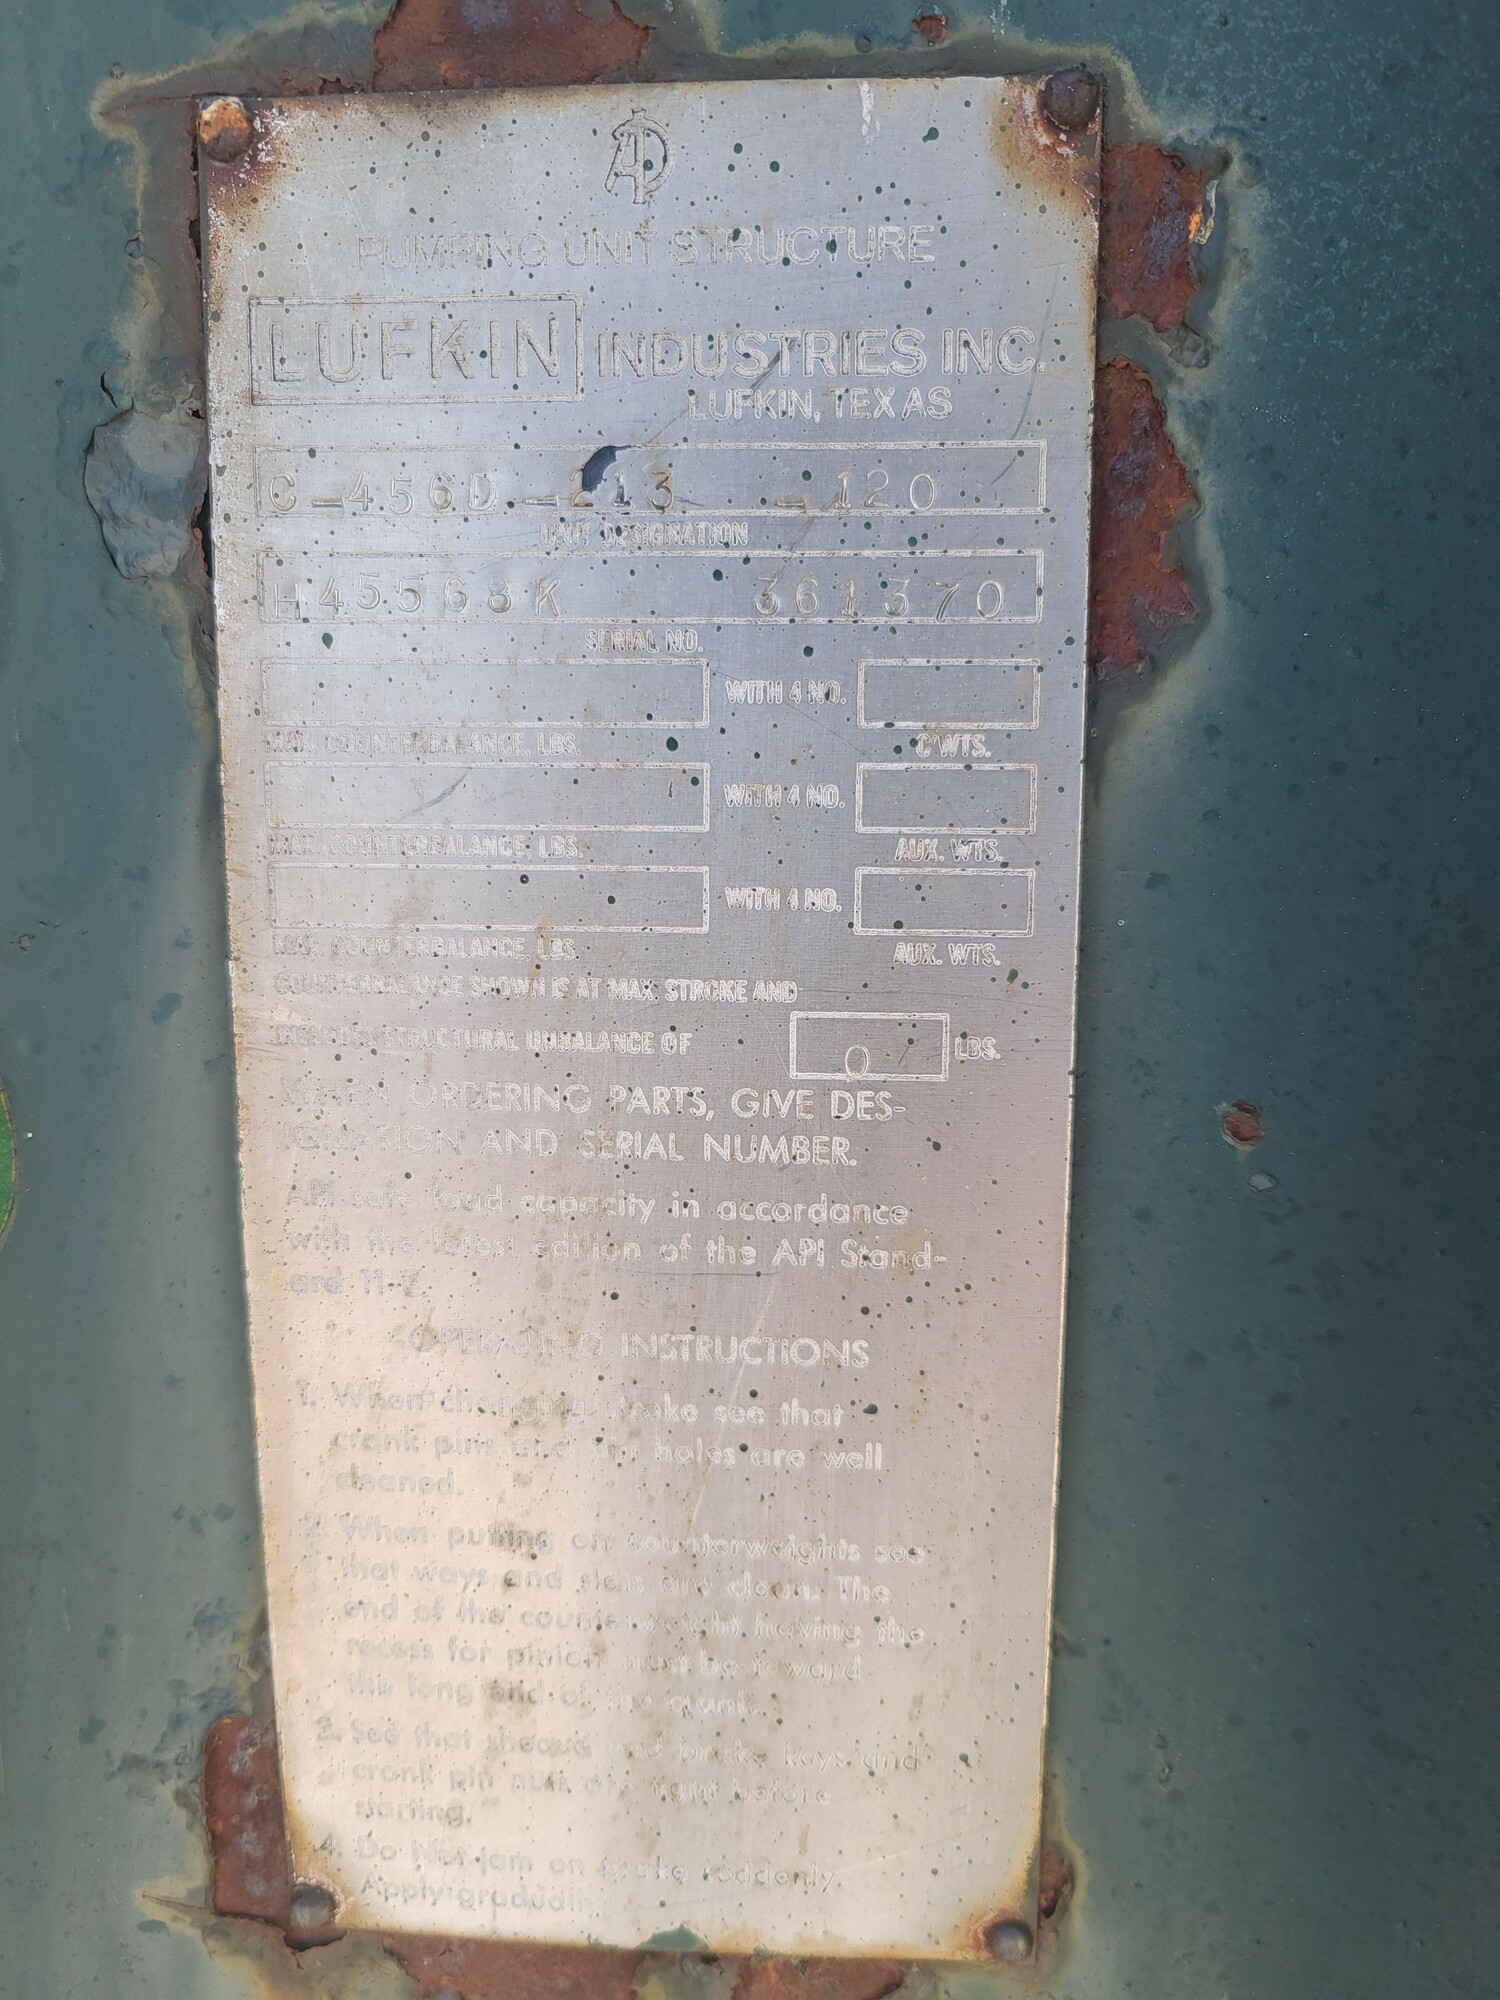 API
PUMPING UNIT STRUCTURE
LUFKIN INDUSTRIES INC.
LUFKIN, TEXAS
C-456D-213 -120
UNIT DESIGNATION
H45568K 361370
SERIAL NO.
WITH 4 NO.
MAX. COUNTERBALANCE, LBS. C'WTS.
WITH 4 NO.
MAX. COUNTERBALANCE, LBS. AUX. WTS.
WITH 4 NO.
MAX. COUNTERBALANCE, LBS. AUX. WTS.
COUNTERBALANCE SHOWN IS AT MAX. STROKE AND
INCLUDES STRUCTURAL UNBALANCE OF 0 LBS.
WHEN ORDERING PARTS, GIVE DES-
IGNATION AND SERIAL NUMBER.
API safe load capacity in accordance
with the latest edition of the API Stand-
ard 11-E.
OPERATING INSTRUCTIONS
1. When changing stroke see that
crank pins and pin holes are well
cleaned.
2. When putting on counterweights see
that ways and slots are clean. The
end of the counterweight having the
recess for pinion must be toward
the long end of the crank.
3. See that sheave and brake keys and
crank pin nuts are tight before
starting.
4. Do Not jam on brake suddenly.
Apply gradually.